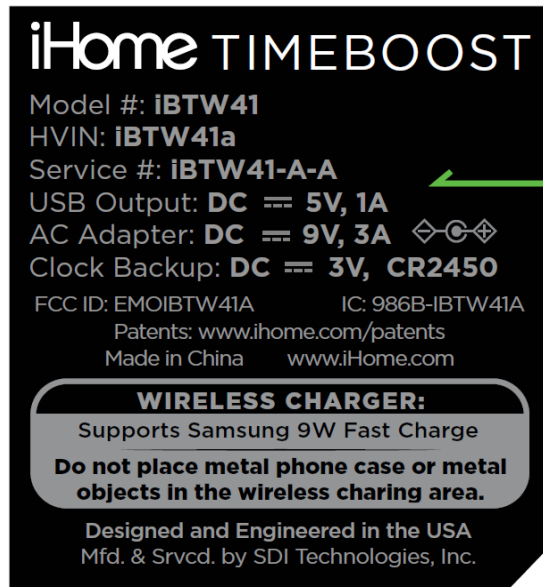 iHome TIMEBOOST
Model #: iBTW41
HVIN: iBTW41a
Service #: iBTW41-A-A
USB Output: DC ⎓ 5V, 1A
AC Adapter: DC ⎓ 9V, 3A
Clock Backup: DC ⎓ 3V, CR2450
FCC ID: EMOIBTW41A IC: 986B-IBTW41A
Patents: www.ihome.com/patents
Made in China www.iHome.com
WIRELESS CHARGER:
Supports Samsung 9W Fast Charge
Do not place metal phone case or metal
objects in the wireless charing area.
Designed and Engineered in the USA
Mfd. & Srvcd. by SDI Technologies, Inc.